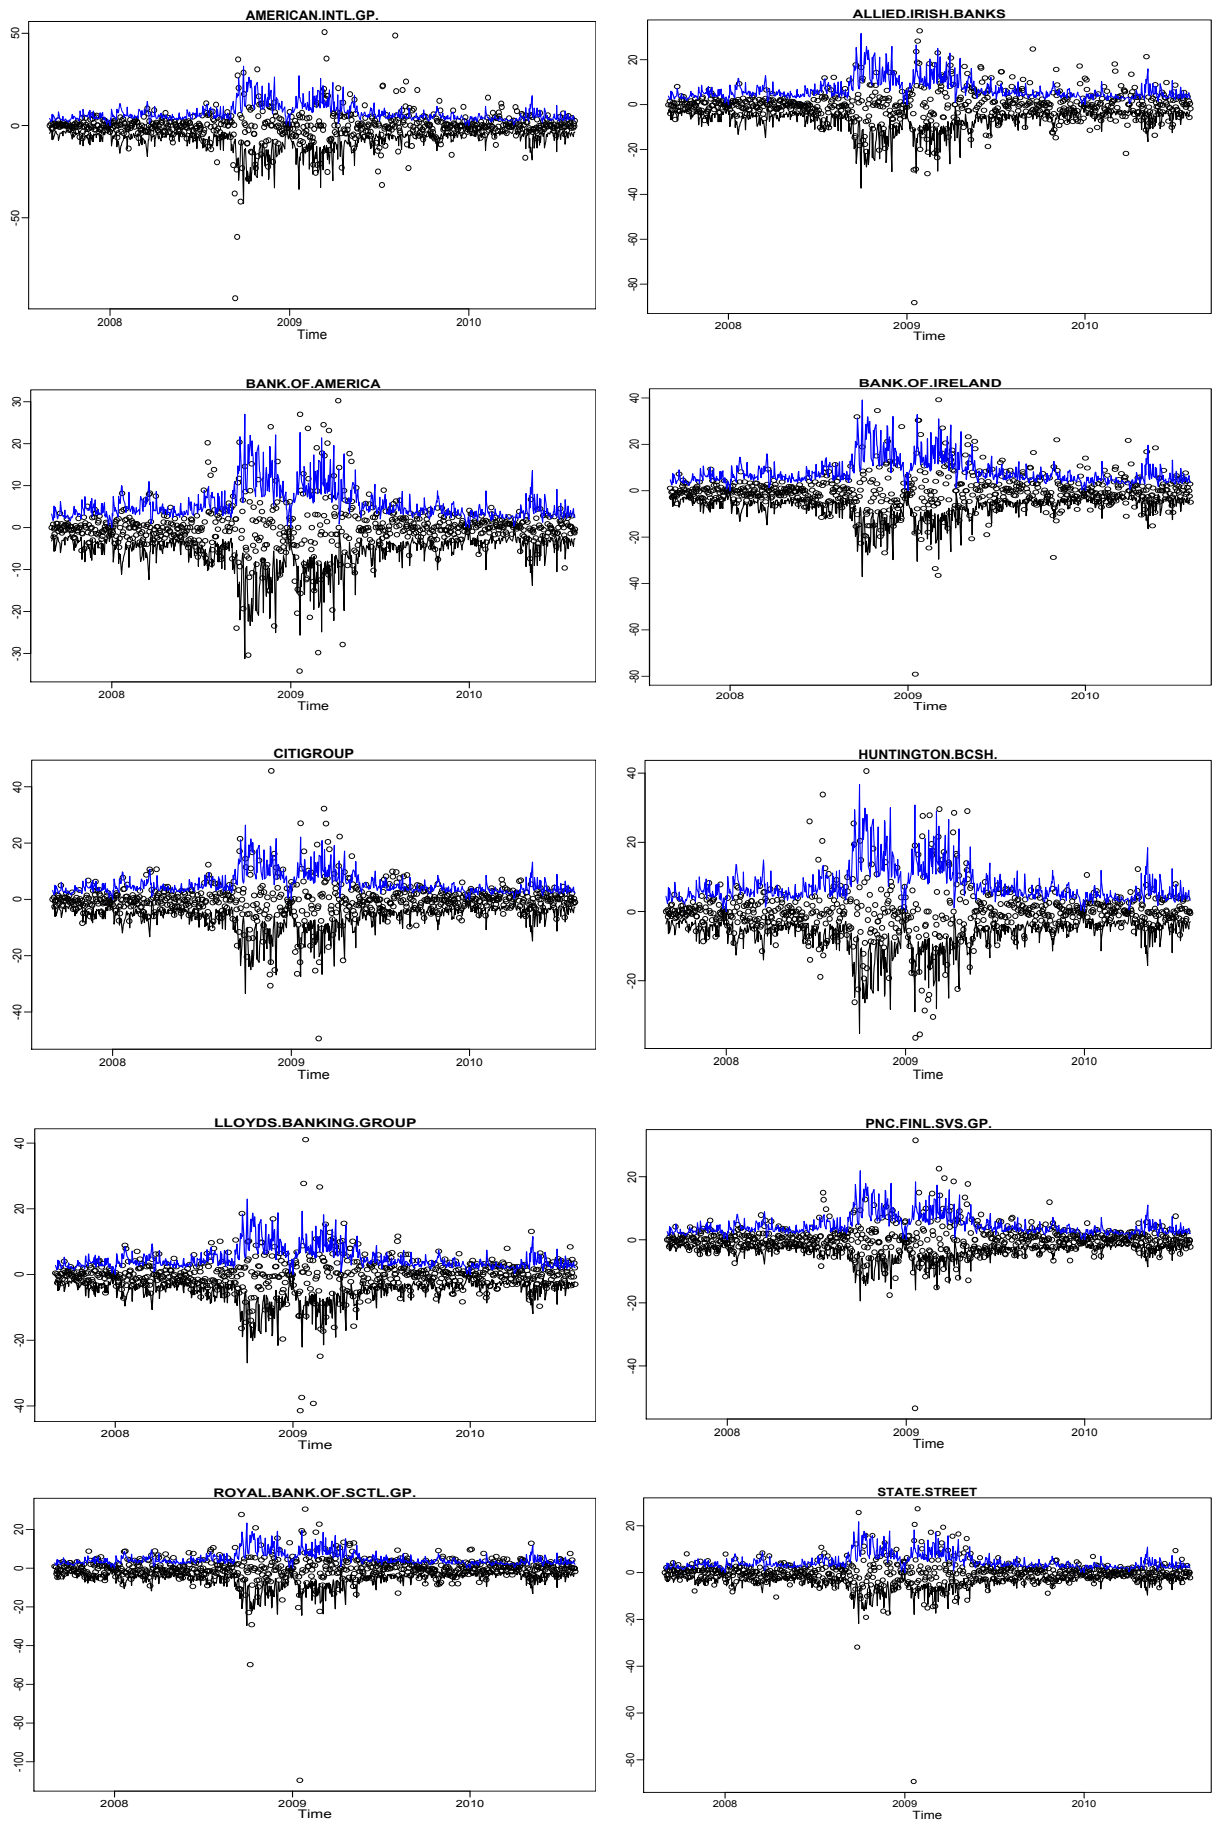 AMERICAN.INTL.GP.
50
0
-50
2008 2009 2010
Time
ALLIED.IRISH.BANKS
20
0
-20
-40
-60
-80
2008 2009 2010
Time
BANK.OF.AMERICA
30
20
10
0
-10
-20
-30
2008 2009 2010
Time
BANK.OF.IRELAND
40
20
0
-20
-40
-60
-80
2008 2009 2010
Time
CITIGROUP
40
20
0
-20
-40
2008 2009 2010
Time
HUNTINGTON.BCSH.
40
20
0
-20
2008 2009 2010
Time
LLOYDS.BANKING.GROUP
40
20
0
-20
-40
2008 2009 2010
Time
PNC.FINL.SVS.GP.
20
0
-20
-40
2008 2009 2010
Time
ROYAL.BANK.OF.SCTL.GP.
20
0
-20
-40
-60
-80
-100
2008 2009 2010
Time
STATE.STREET
20
0
-20
-40
-60
-80
2008 2009 2010
Time